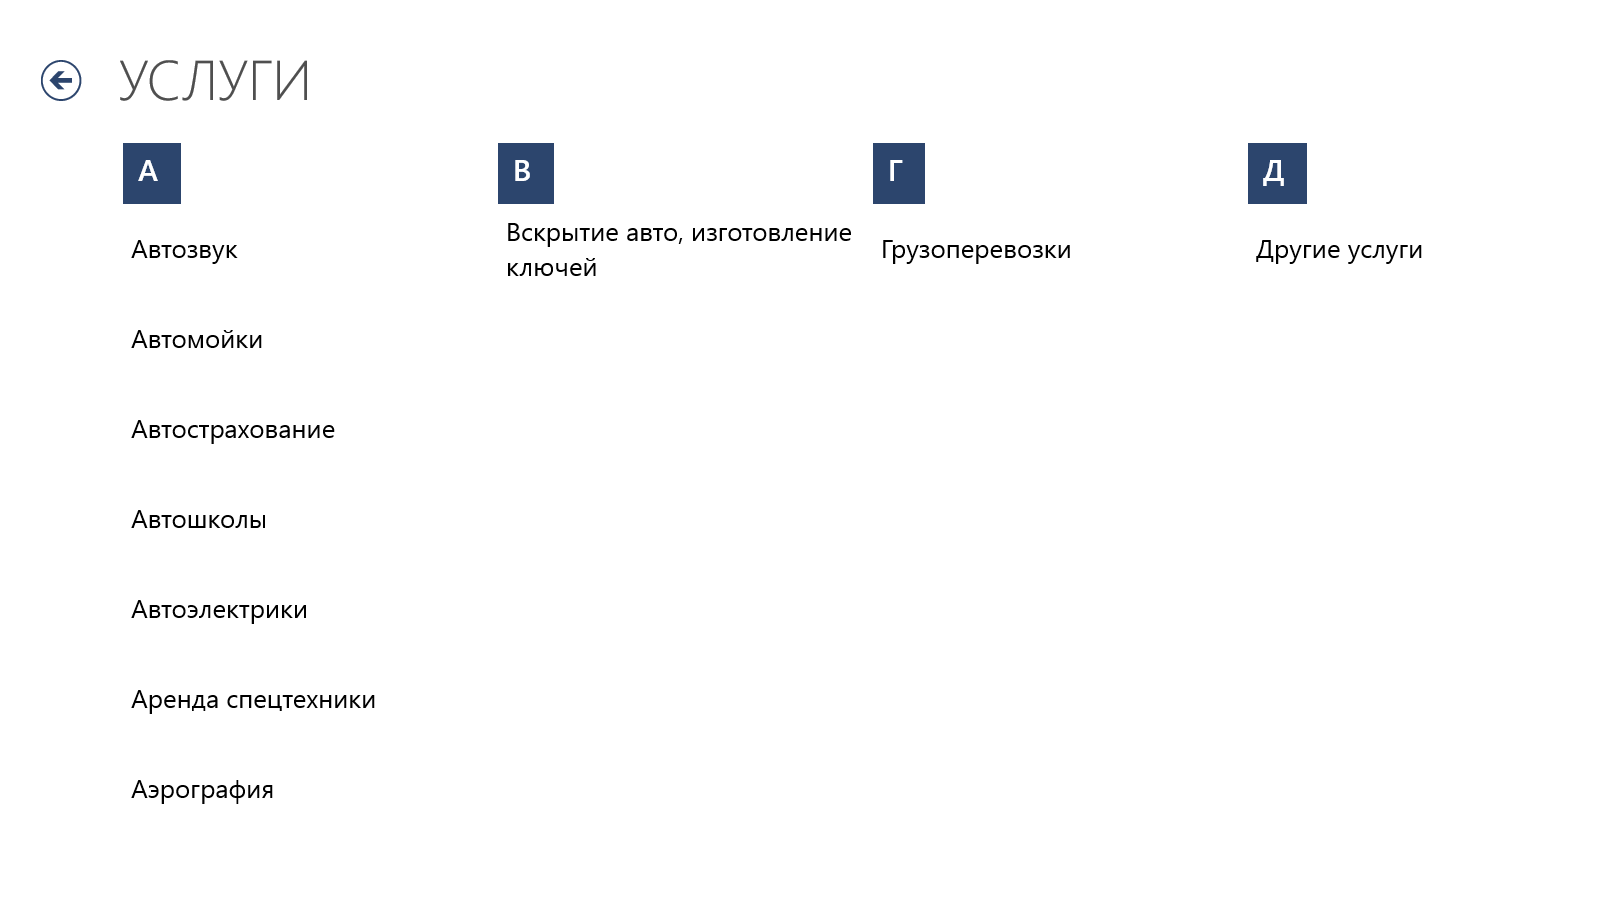 УСЛУГИ
А
Автозвук
Автомойки
Автострахование
Автошколы
Автоэлектрики
Аренда спецтехники
Аэрография
В
Вскрытие авто, изготовление
ключей
Г
Грузоперевозки
Д
Другие услуги